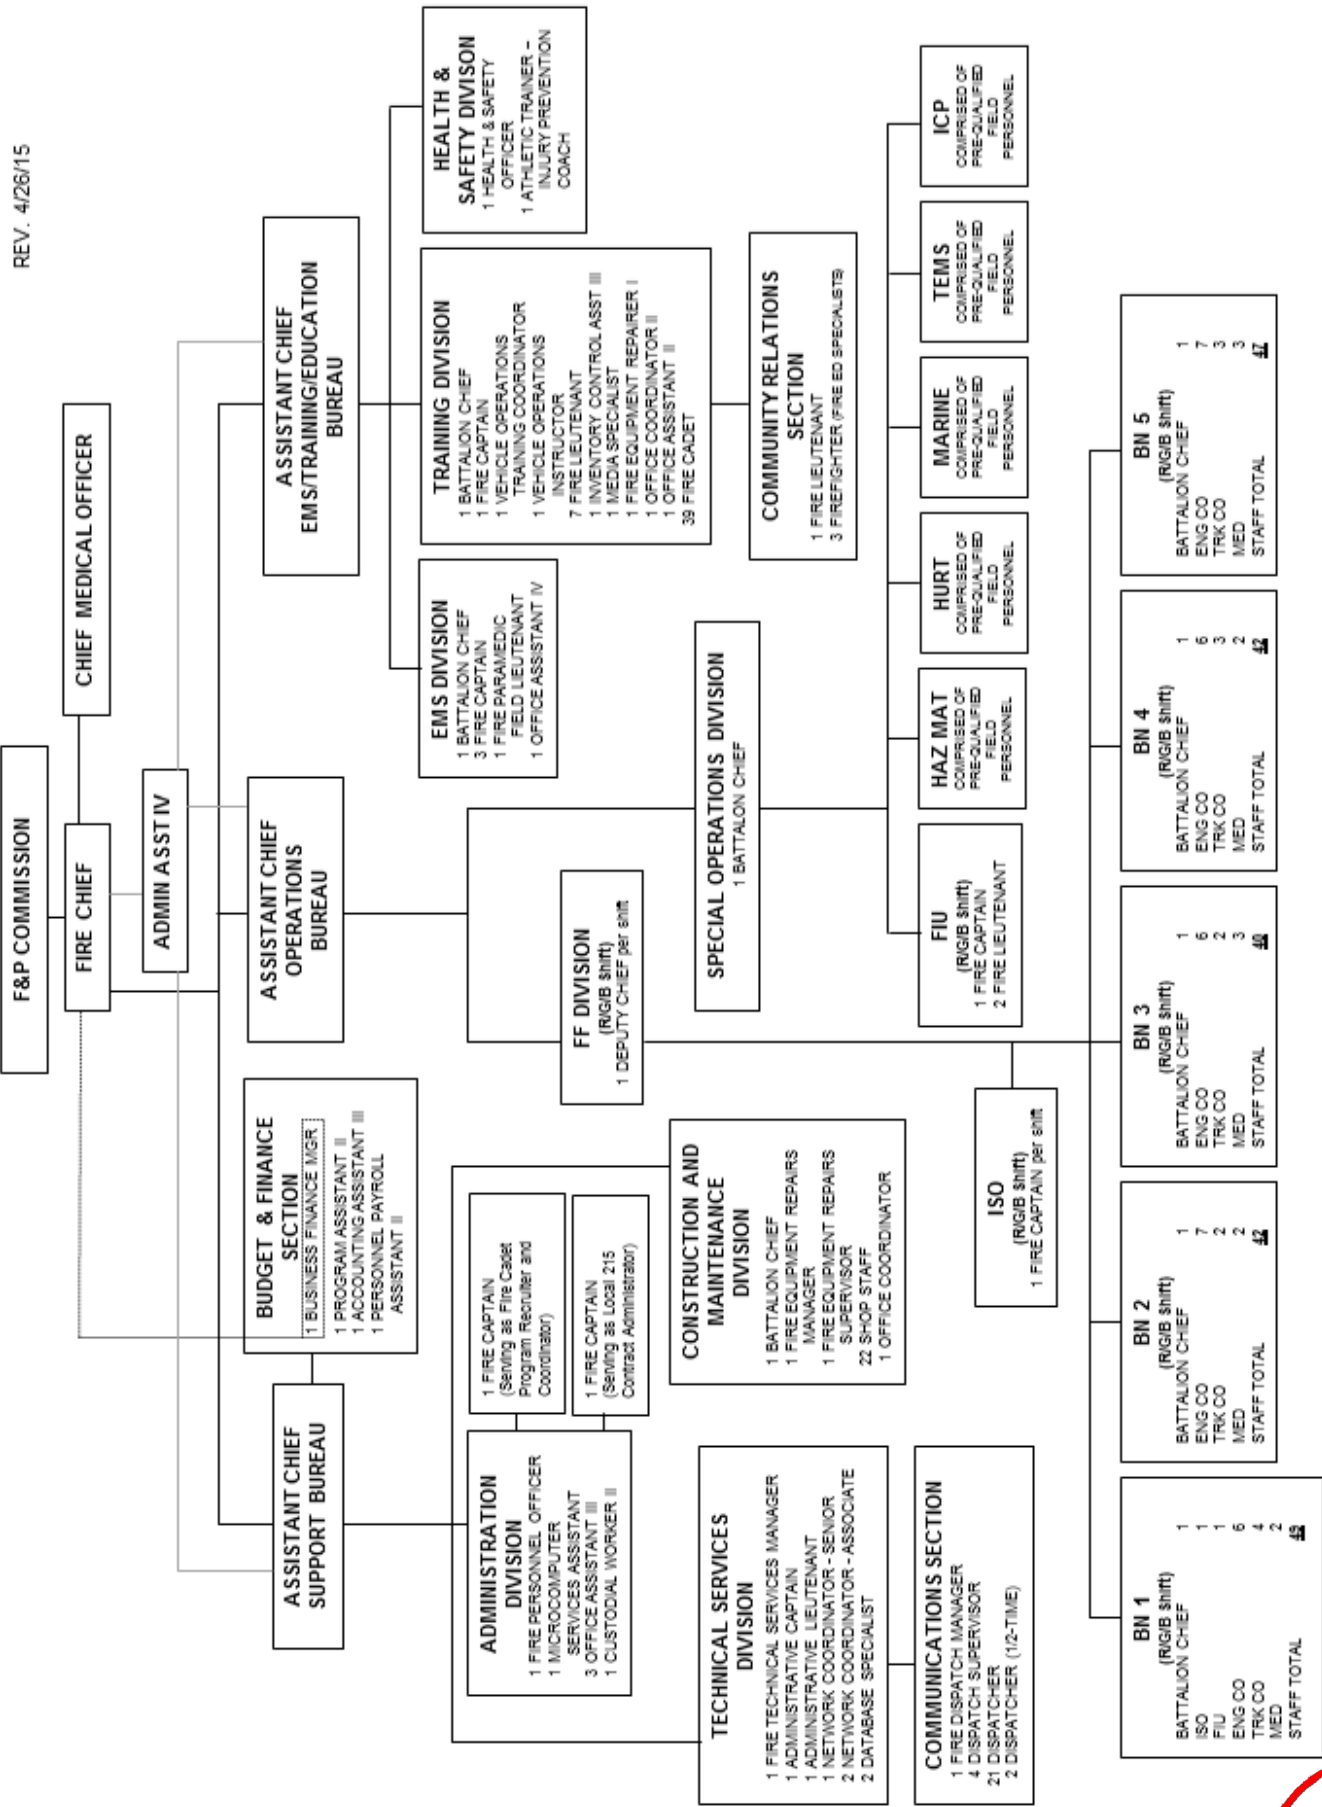 REV. 4/26/15
F&P COMMISSION
FIRE CHIEF
CHIEF MEDICAL OFFICER
ADMIN ASST IV
ASSISTANT CHIEF
SUPPORT BUREAU
BUDGET & FINANCE
SECTION
1 BUSINESS FINANCE MGR
1 PROGRAM ASSISTANT II
1 ACCOUNTING ASSISTANT III
1 PERSONNEL PAYROLL
ASSISTANT II
ASSISTANT CHIEF
OPERATIONS
BUREAU
ASSISTANT CHIEF
EMS/TRAINING/EDUCATION
BUREAU
ADMINISTRATION
DIVISION
1 FIRE PERSONNEL OFFICER
1 MICROCOMPUTER
SERVICES ASSISTANT
3 OFFICE ASSISTANT III
1 CUSTODIAL WORKER II
1 FIRE CAPTAIN
(Serving as Fire Cadet
Program Recruiter and
Coordinator)
1 FIRE CAPTAIN
(Serving as Local 215
Contract Administrator)
EMS DIVISION
1 BATTALION CHIEF
3 FIRE CAPTAIN
1 FIRE PARAMEDIC
FIELD LIEUTENANT
1 OFFICE ASSISTANT IV
TRAINING DIVISION
1 BATTALION CHIEF
1 FIRE CAPTAIN
1 VEHICLE OPERATIONS
TRAINING COORDINATOR
1 VEHICLE OPERATIONS
INSTRUCTOR
7 FIRE LIEUTENANT
1 INVENTORY CONTROL ASST III
1 MEDIA SPECIALIST
1 FIRE EQUIPMENT REPAIRER I
1 OFFICE COORDINATOR II
1 OFFICE ASSISTANT II
39 FIRE CADET
HEALTH &
SAFETY DIVISON
1 HEALTH & SAFETY
OFFICER
1 ATHLETIC TRAINER –
INJURY PREVENTION
COACH
FF DIVISION
(R/G/B Shift)
1 DEPUTY CHIEF per shift
TECHNICAL SERVICES
DIVISION
1 FIRE TECHNICAL SERVICES MANAGER
1 ADMINISTRATIVE CAPTAIN
1 ADMINISTRATIVE LIEUTENANT
1 NETWORK COORDINATOR - SENIOR
2 NETWORK COORDINATOR - ASSOCIATE
2 DATABASE SPECIALIST
CONSTRUCTION AND
MAINTENANCE
DIVISION
1 BATTALION CHIEF
1 FIRE EQUIPMENT REPAIRS
MANAGER
1 FIRE EQUIPMENT REPAIRS
SUPERVISOR
22 SHOP STAFF
1 OFFICE COORDINATOR
SPECIAL OPERATIONS DIVISION
1 BATTALON CHIEF
COMMUNITY RELATIONS
SECTION
1 FIRE LIEUTENANT
3 FIREFIGHTER (FIRE ED SPECIALISTS)
COMMUNICATIONS SECTION
1 FIRE DISPATCH MANAGER
4 DISPATCH SUPERVISOR
21 DISPATCHER
2 DISPATCHER (1/2-TIME)
FIU
(R/G/B Shift)
1 FIRE CAPTAIN
2 FIRE LIEUTENANT
HAZ MAT
COMPRISED OF
PRE-QUALIFIED
FIELD
PERSONNEL
HURT
COMPRISED OF
PRE-QUALIFIED
FIELD
PERSONNEL
MARINE
COMPRISED OF
PRE-QUALIFIED
FIELD
PERSONNEL
TEMS
COMPRISED OF
PRE-QUALIFIED
FIELD
PERSONNEL
ICP
COMPRISED OF
PRE-QUALIFIED
FIELD
PERSONNEL
ISO
(R/G/B Shift)
1 FIRE CAPTAIN per shift
BN 1
(R/G/B Shift)
BATTALION CHIEF 1
ISO 1
FIU 1
ENG CO 6
TRK CO 4
MED 2
STAFF TOTAL 49
BN 2
(R/G/B Shift)
BATTALION CHIEF 1
ENG CO 7
TRK CO 2
MED 2
STAFF TOTAL 42
BN 3
(R/G/B Shift)
BATTALION CHIEF 1
ENG CO 6
TRK CO 2
MED 3
STAFF TOTAL 40
BN 4
(R/G/B Shift)
BATTALION CHIEF 1
ENG CO 6
TRK CO 3
MED 2
STAFF TOTAL 42
BN 5
(R/G/B Shift)
BATTALION CHIEF 1
ENG CO 7
TRK CO 3
MED 3
STAFF TOTAL 47